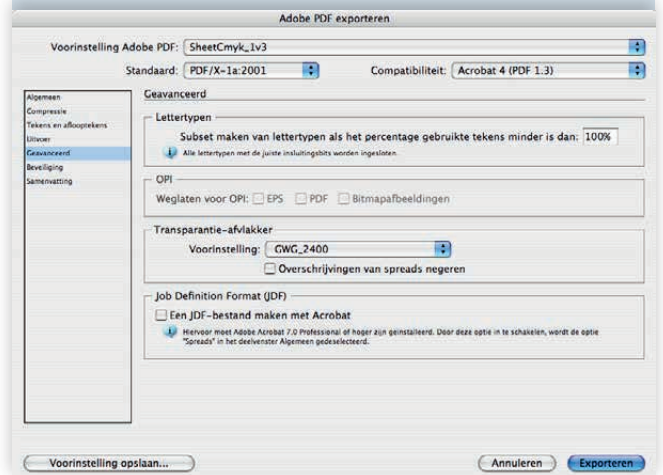 Adobe PDF exporteren
Voorinstelling Adobe PDF: SheetCmyk_1v3
Standaard: PDF/X-1a:2001 Compatibiliteit: Acrobat 4 (PDF 1.3)
Algemeen
Compressie
Tekens en aflooptekens
Uitvoer
Geavanceerd
Beveiliging
Samenvatting
Geavanceerd
Lettertypen
Subset maken van lettertypen als het percentage gebruikte tekens minder is dan: 100%
Alle lettertypen met de juiste insluitingsbits worden ingesloten.
OPI
Weglaten voor OPI: EPS PDF Bitmapafbeeldingen
Transparantie-afvlakker
Voorinstelling: GWG_2400
Overschrijvingen van spreads negeren
Job Definition Format (JDF)
Een JDF-bestand maken met Acrobat
Hiervoor moet Adobe Acrobat 7.0 Professional of hoger zijn geïnstalleerd. Door deze optie in te schakelen, wordt de optie
"Spreads" in het deelvenster Algemeen gedeselecteerd.
Voorinstelling opslaan... Annuleren Exporteren